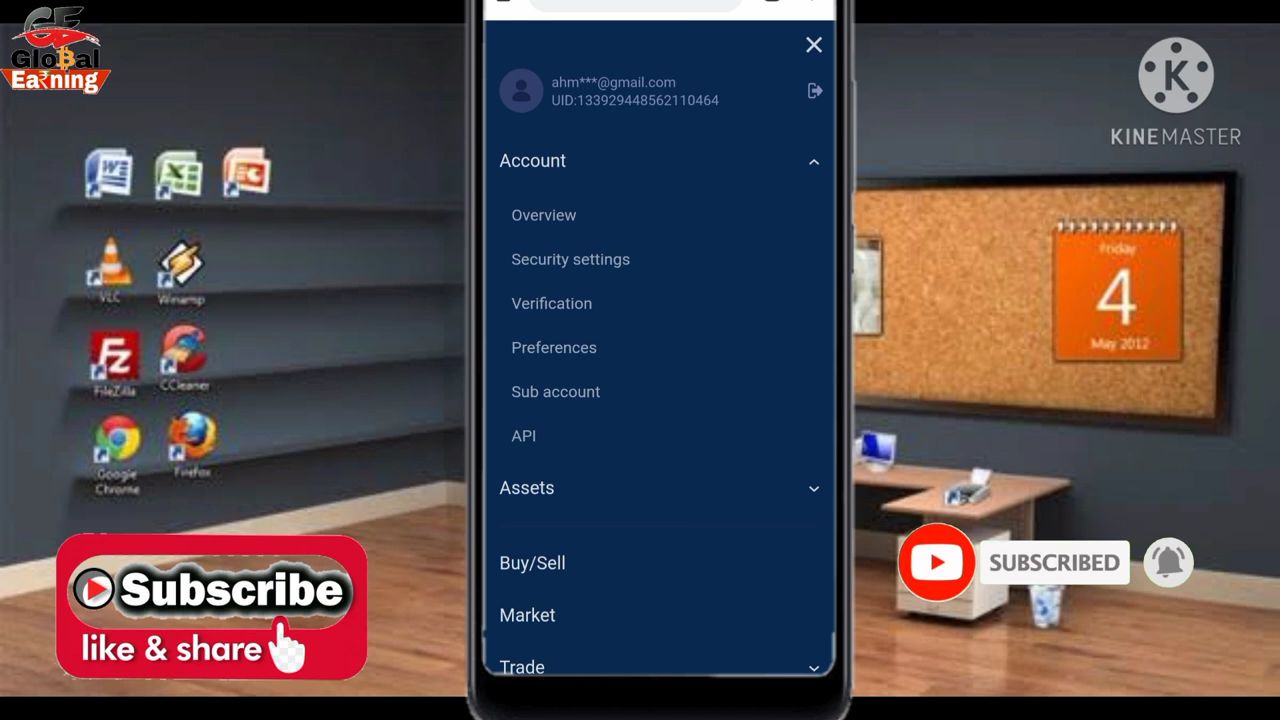 Global
Earning
ahm***@gmail.com
UID:133929448562110464
K
KINEMASTER
Account
Overview
Security settings
Verification
Preferences
Sub account
API
Assets
Buy/Sell
Market
Trade
VLC
Winamp
FileZilla
CCleaner
Google
Chrome
Firefox
Friday
4
May 2012
Subscribe
like & share
SUBSCRIBED